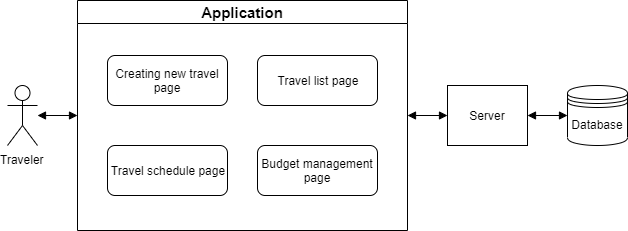 Application
Creating new travel
page
Travel list page
Travel schedule page
Budget management
page
Traveler
Server
Database